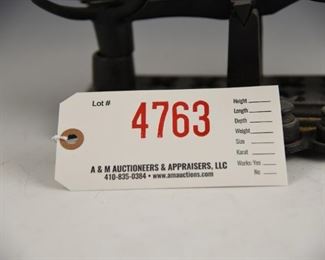 Lot #
4763
A & M AUCTIONEERS & APPRAISERS, LLC
410-835-0384 • www.amauctions.com
Height
Length
Depth
Weight
Size
Karat
Works: Yes
No